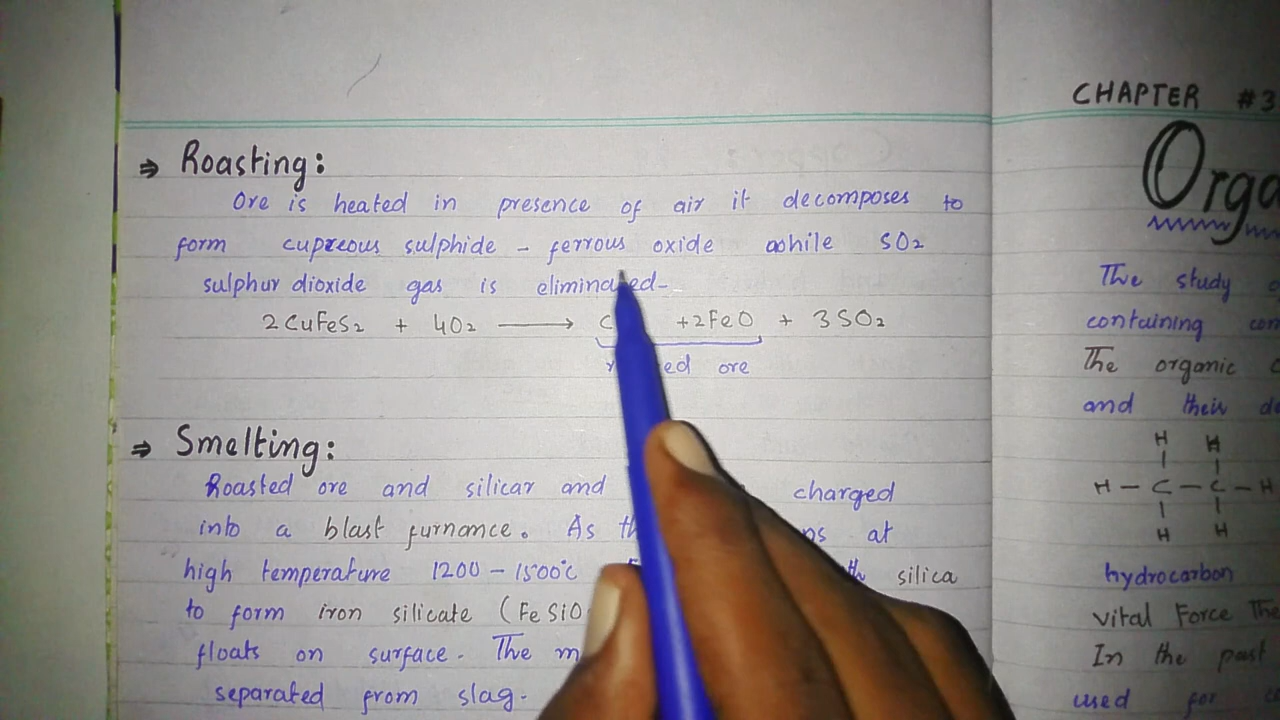 ⇒ Roasting:
Ore is heated in presence of air it decomposes to
form cupreous sulphide - ferrous oxide while SO2
sulphur dioxide gas is eliminated-
2CuFeS2 + 4O2 ⟶ +2FeO + 3SO2
ore
⇒ Smelting:
Roasted ore and silicar and charged
into a blast furnance. As at
high temperature 1200 - 1500°c silica
to form iron silicate (FeSiO
floats on surface. The
separated from slag.
CHAPTER #3
Orga
The study
containing
The organic
and their
H H
H - C - C - H
H H
hydrocarbon
vital Force The
In the past
used for